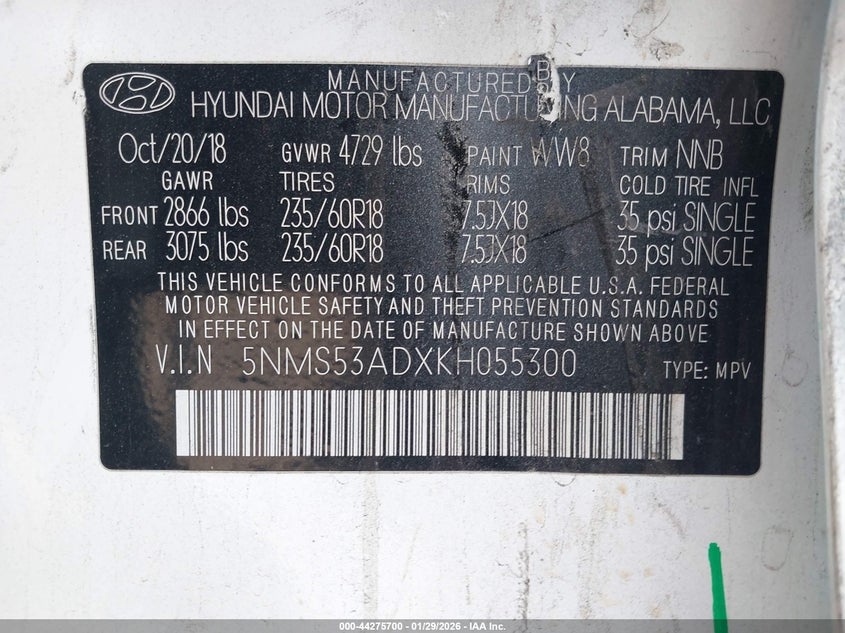 MANUFACTURED BY
HYUNDAI MOTOR MANUFACTURING ALABAMA, LLC
Oct/20/18 GVWR 4729 lbs PAINT WW8 TRIM NNB
GAWR TIRES RIMS COLD TIRE INFL
FRONT 2866 lbs 235/60R18 7.5JX18 35 psi SINGLE
REAR 3075 lbs 235/60R18 7.5JX18 35 psi SINGLE
THIS VEHICLE CONFORMS TO ALL APPLICABLE U.S.A. FEDERAL
MOTOR VEHICLE SAFETY AND THEFT PREVENTION STANDARDS
IN EFFECT ON THE DATE OF MANUFACTURE SHOWN ABOVE
V.I.N 5NMS53ADXKH055300 TYPE: MPV
000-44275700 - 01/29/2026 - IAA Inc.